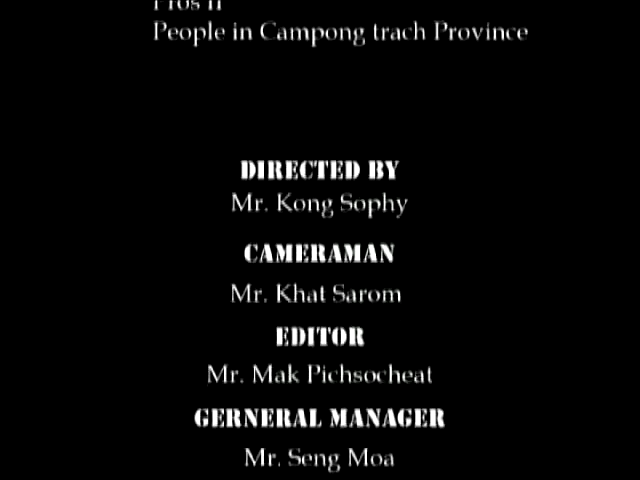 People in Campong trach Province
DIRECTED BY
Mr. Kong Sophy
CAMERAMAN
Mr. Khat Sarom
EDITOR
Mr. Mak Pichsocheat
GERNERAL MANAGER
Mr. Seng Moa